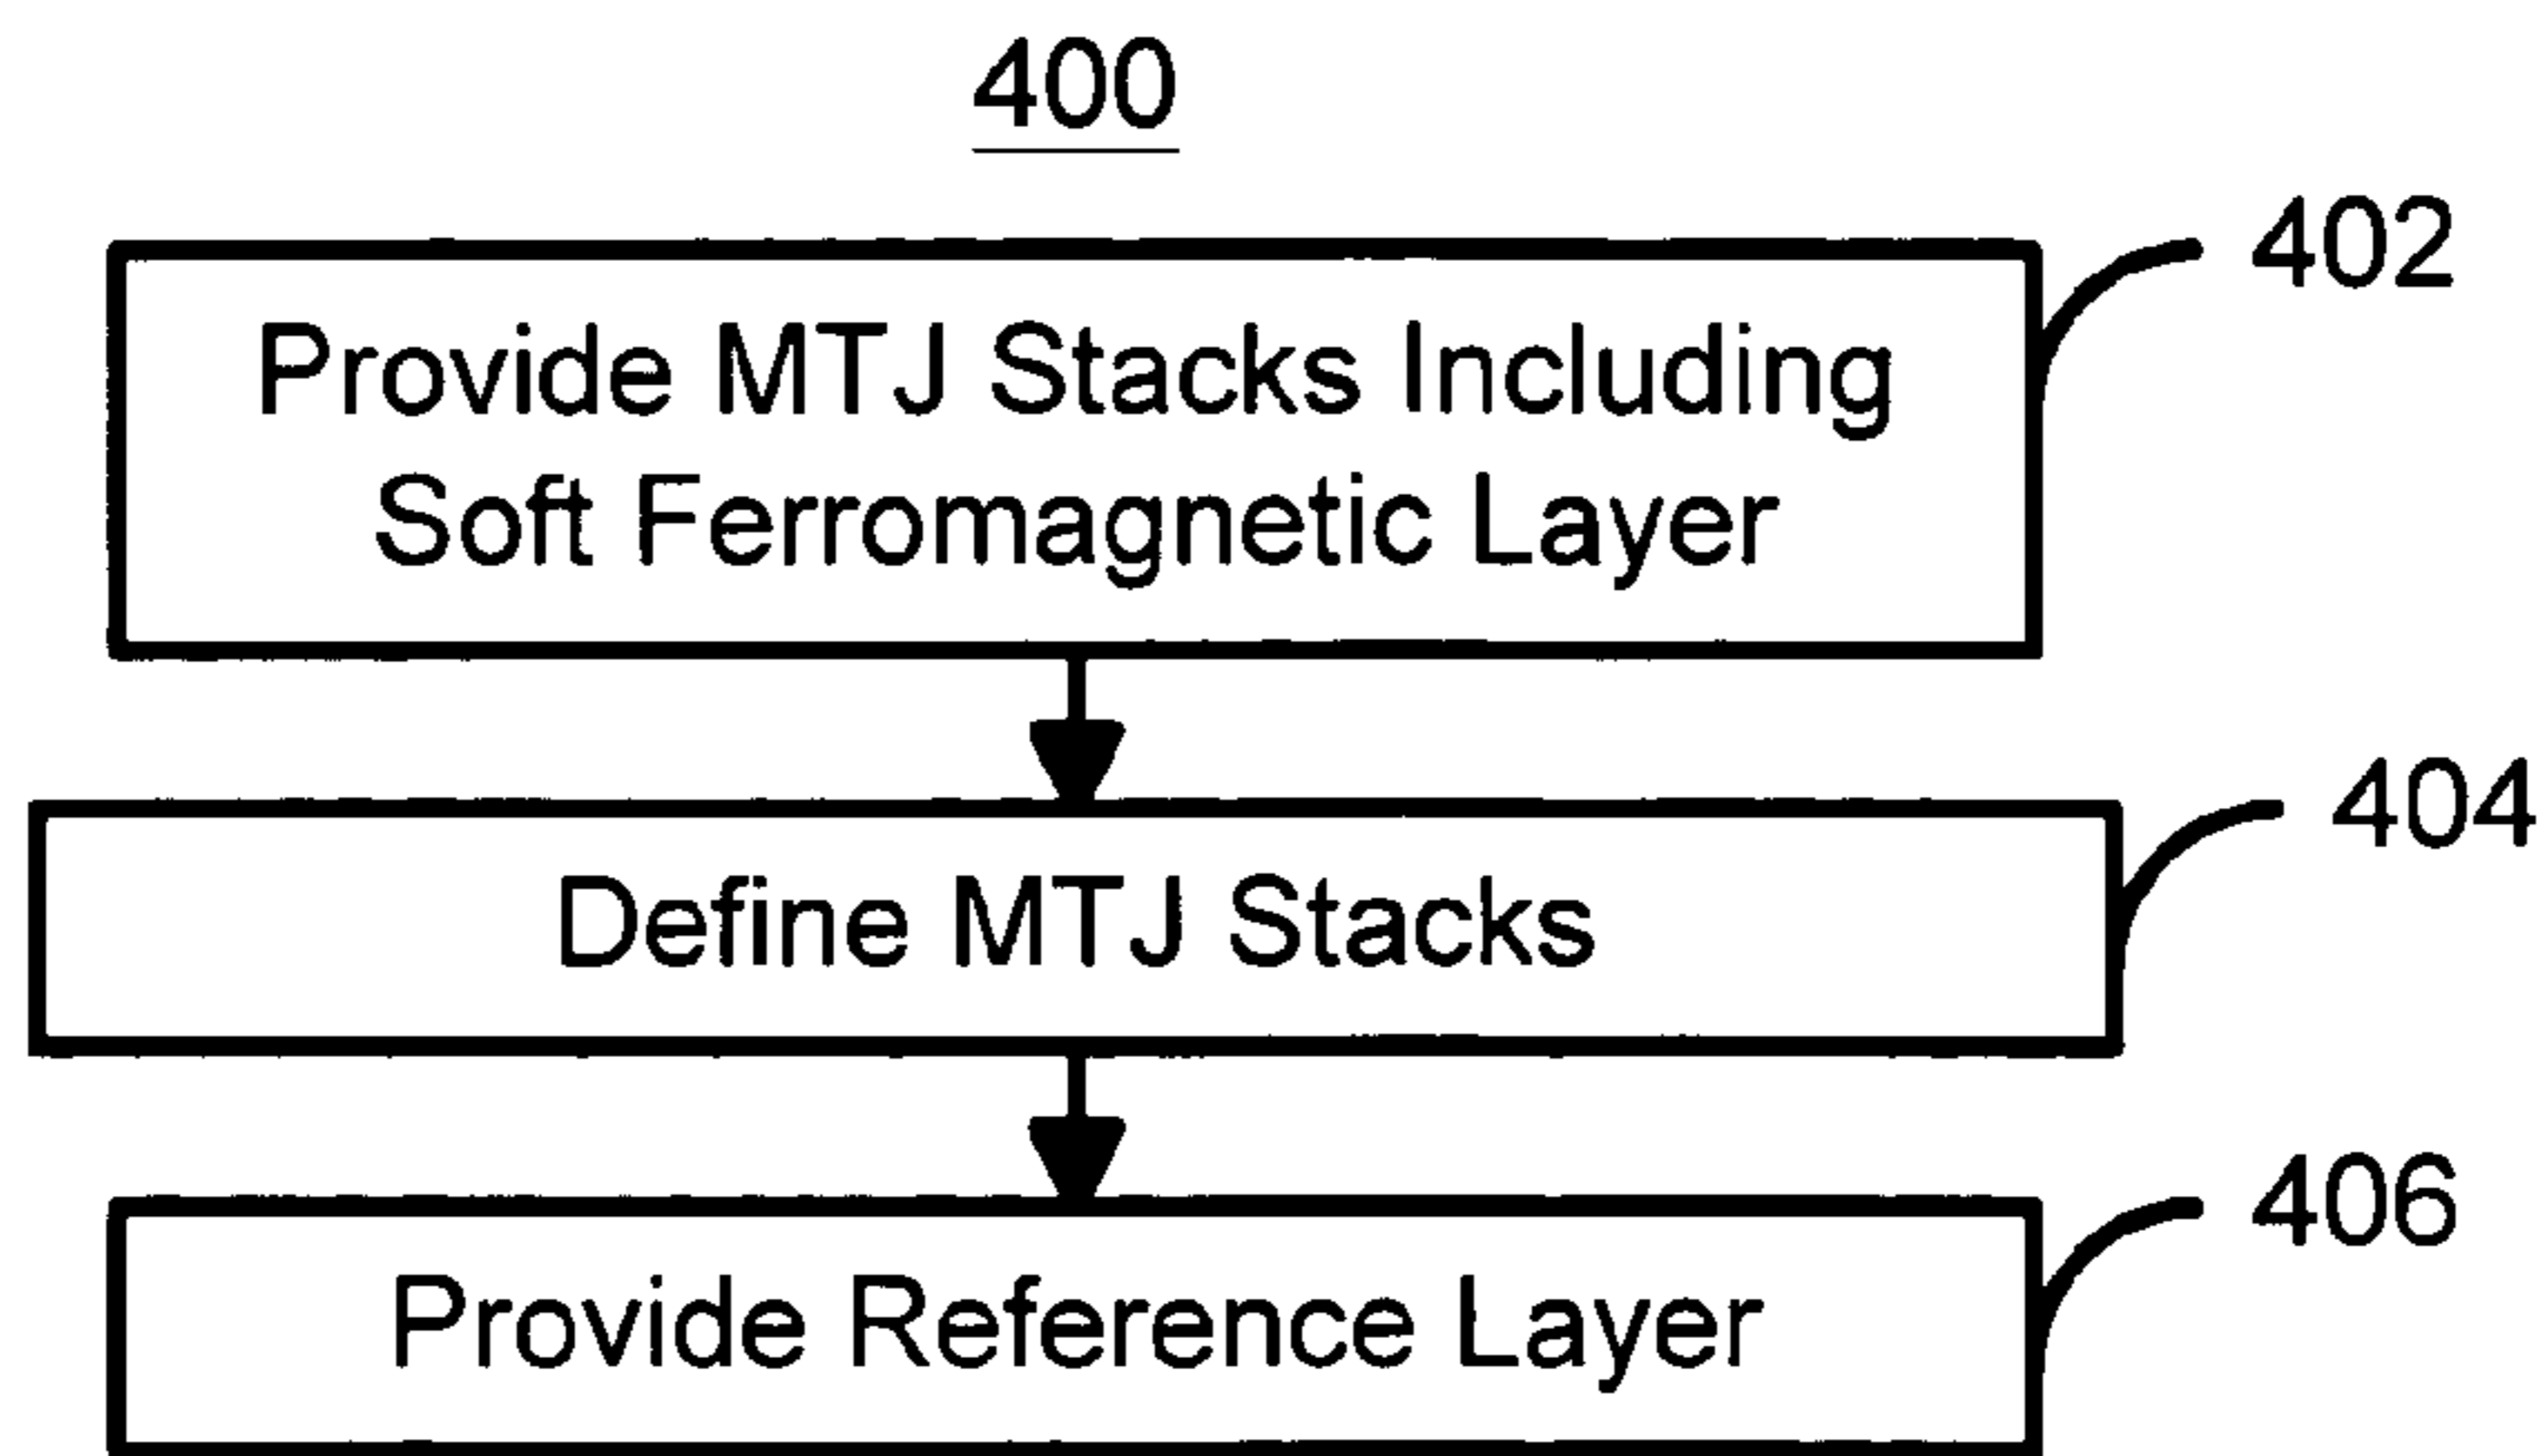 400
402
Provide MTJ Stacks Including
Soft Ferromagnetic Layer
404
Define MTJ Stacks
406
Provide Reference Layer